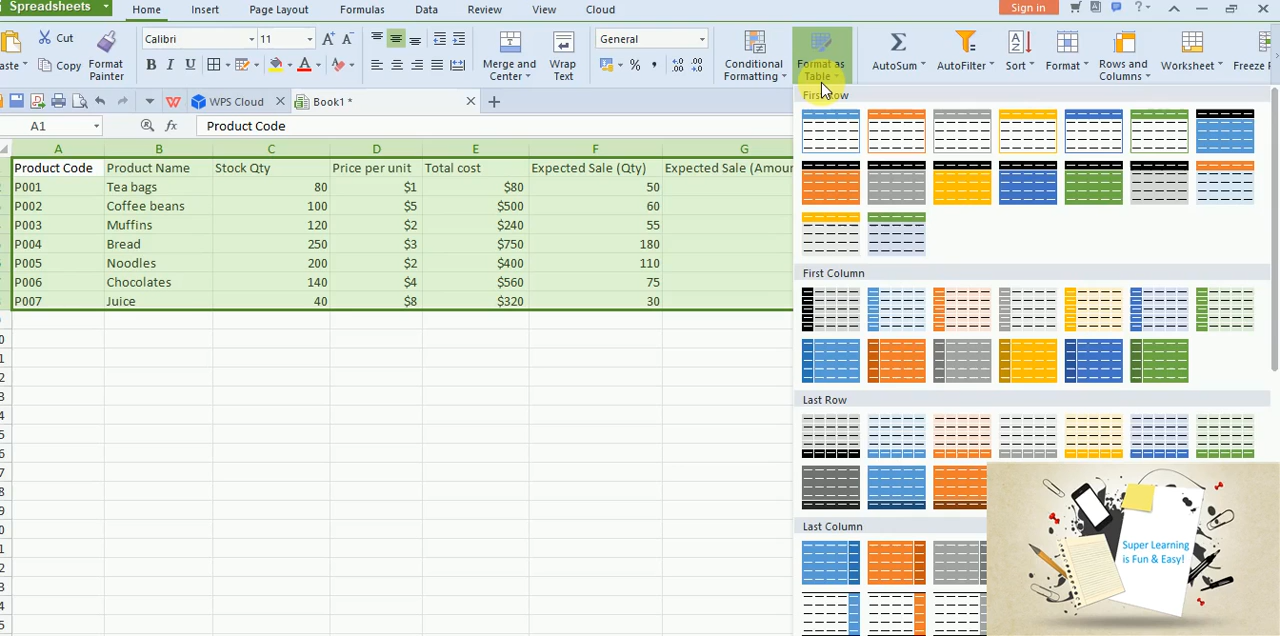 Spreadsheets Home Insert Page Layout Formulas Data Review View Cloud Sign in
Cut Calibri 11 General
Copy Format Painter Merge and Center Wrap Text Conditional Formatting Format as Table AutoSum AutoFilter Sort Format Rows and Columns Worksheet Freeze
WPS Cloud Book1 *
A1 fx Product Code First Row
A B C D E F G
Product Code Product Name Stock Qty Price per unit Total cost Expected Sale (Qty) Expected Sale (Amoun
P001 Tea bags 80 $1 $80 50
P002 Coffee beans 100 $5 $500 60
P003 Muffins 120 $2 $240 55
P004 Bread 250 $3 $750 180
P005 Noodles 200 $2 $400 110
P006 Chocolates 140 $4 $560 75
P007 Juice 40 $8 $320 30
First Column
Last Row
Last Column
Super Learning
is Fun & Easy!